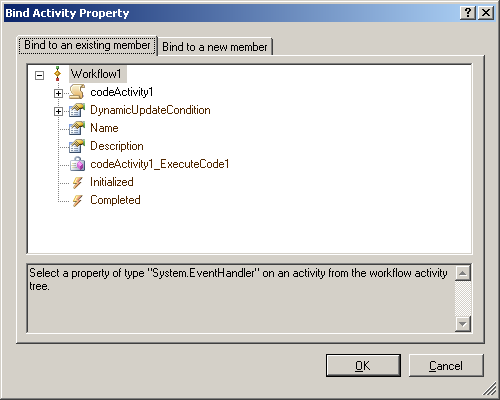 Bind Activity Property
Bind to an existing member
Bind to a new member
Workflow1
codeActivity1
DynamicUpdateCondition
Name
Description
codeActivity1_ExecuteCode1
Initialized
Completed
Select a property of type "System.EventHandler" on an activity from the workflow activity
tree.
OK
Cancel